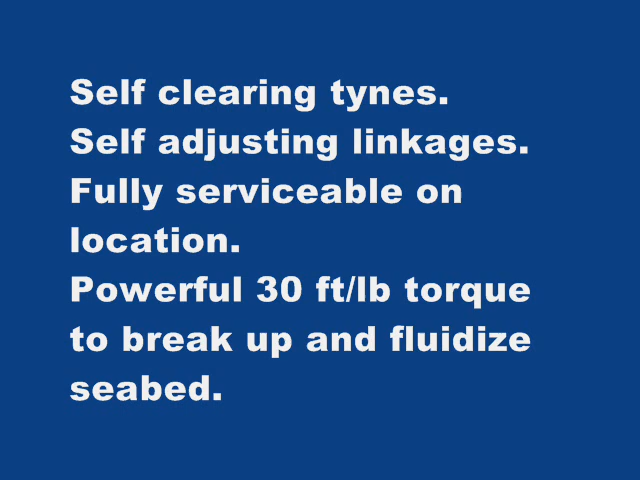 Self clearing tynes.
Self adjusting linkages.
Fully serviceable on
location.
Powerful 30 ft/lb torque
to break up and fluidize
seabed.